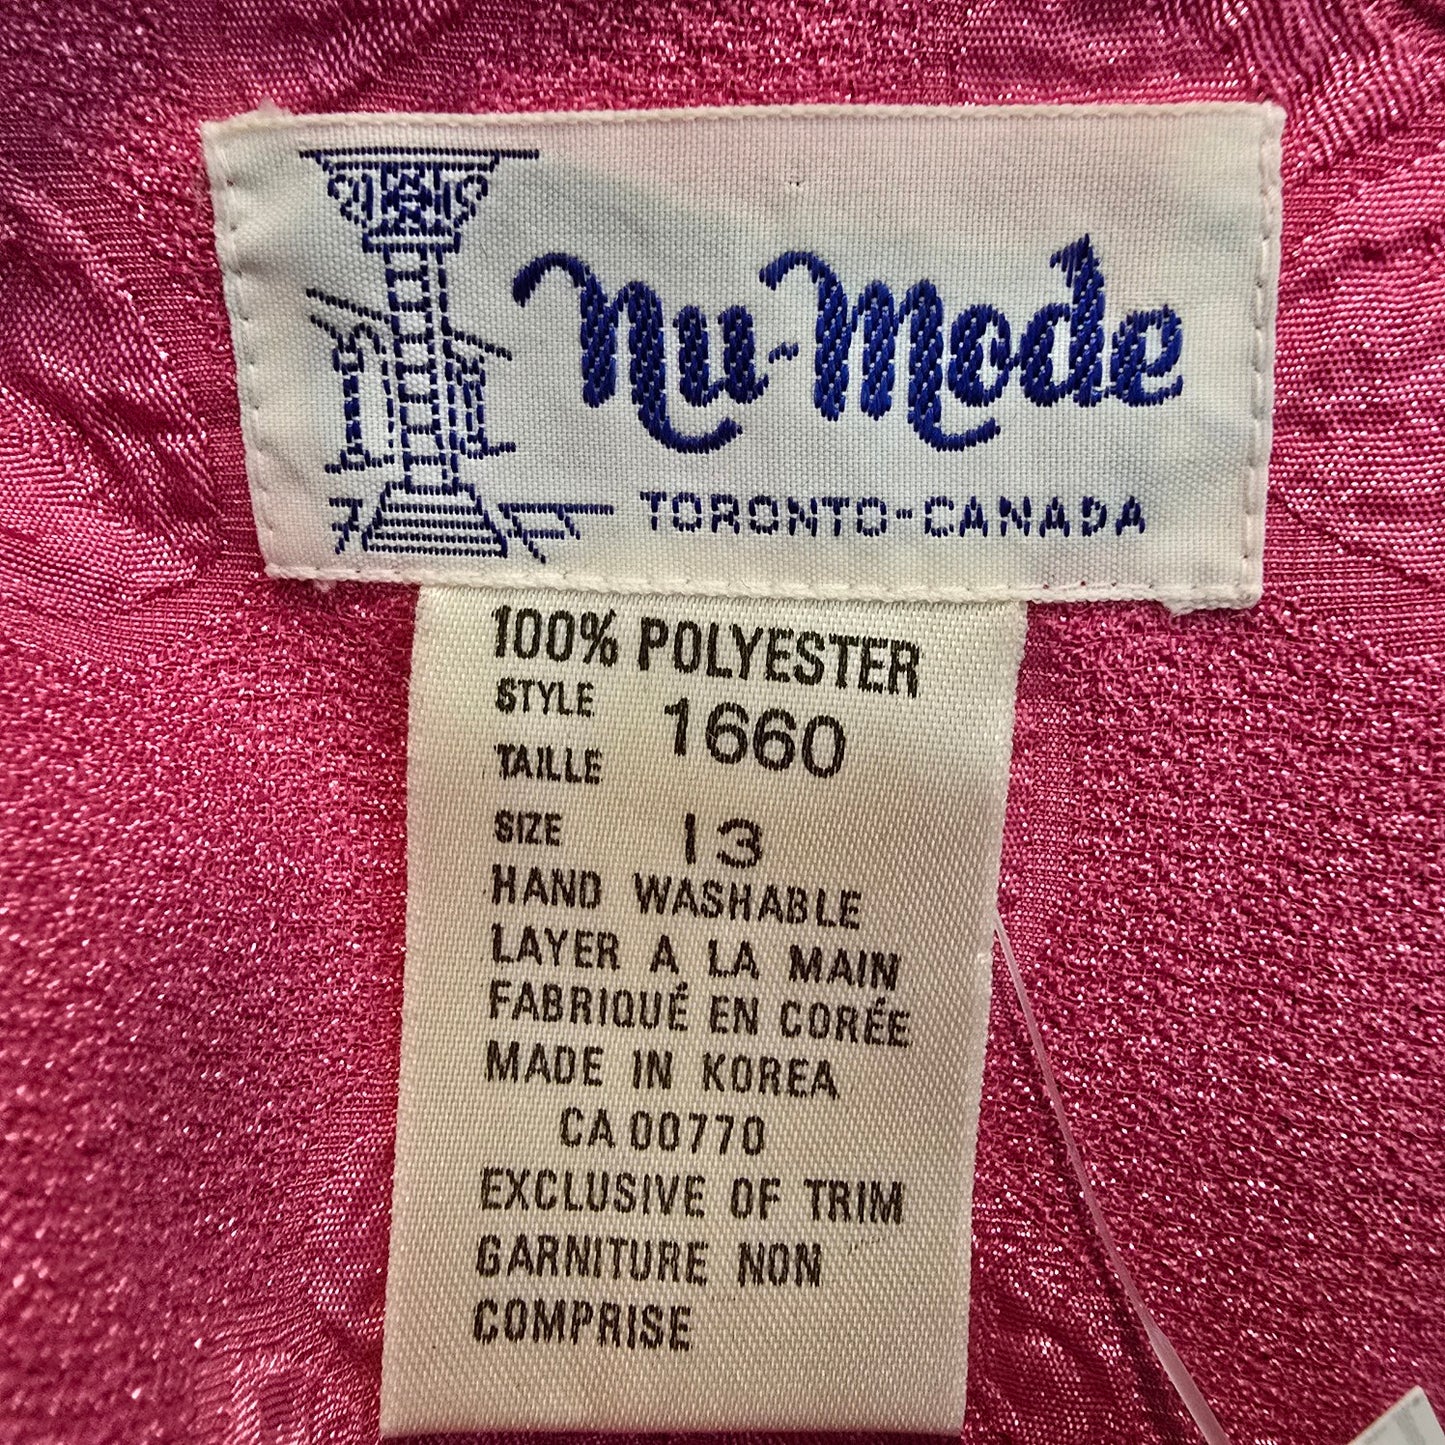 Nu-Mode
TORONTO-CANADA
100% POLYESTER
STYLE 1660
TAILLE
SIZE 13
HAND WASHABLE
LAYER A LA MAIN
FABRIQUÉ EN CORÉE
MADE IN KOREA
CA 00770
EXCLUSIVE OF TRIM
GARNITURE NON
COMPRISE